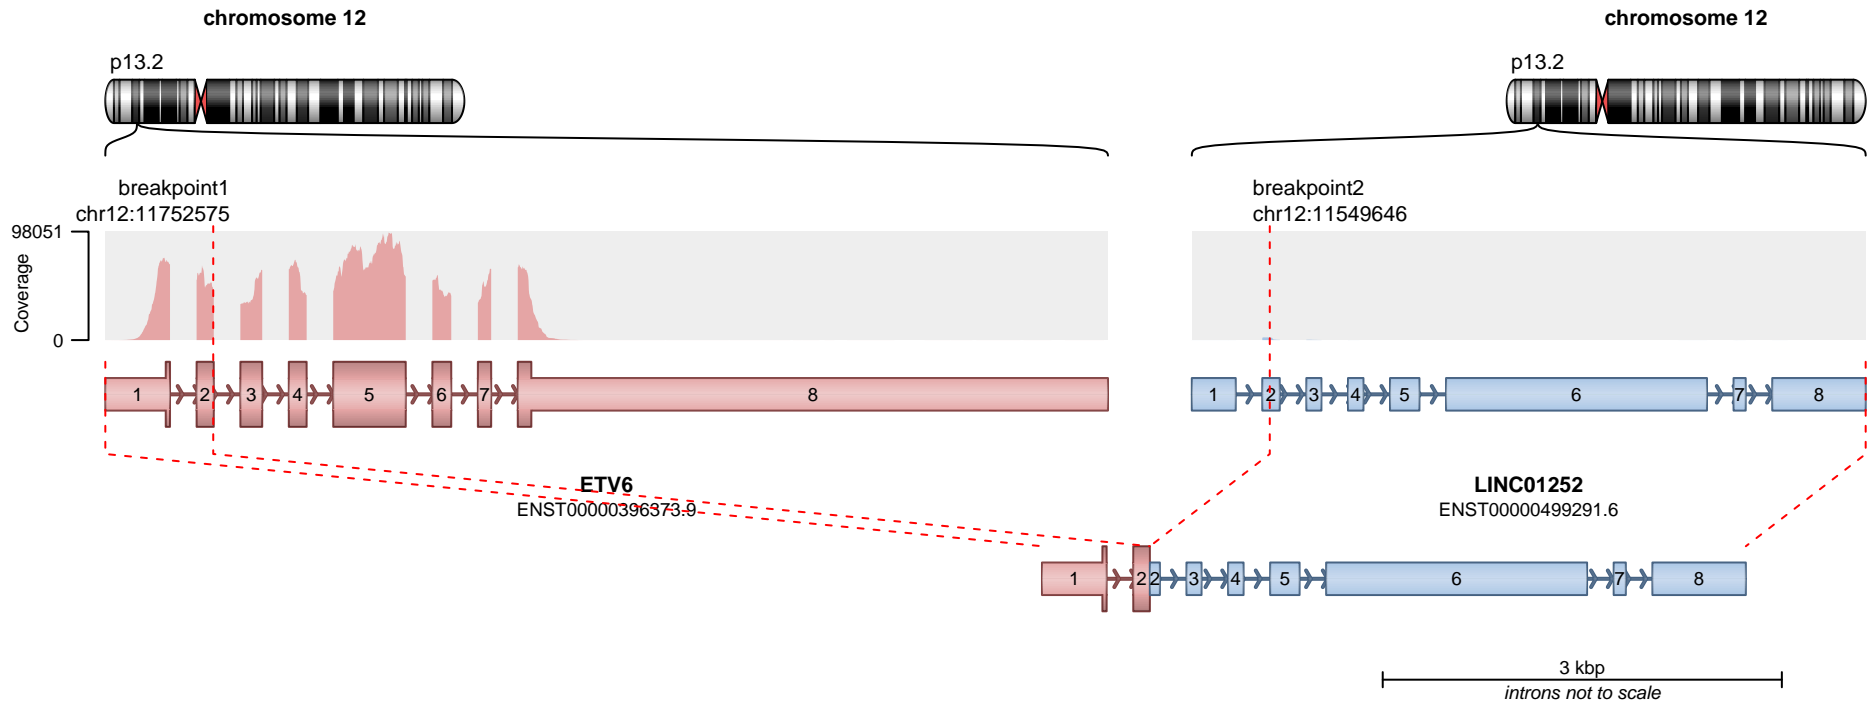 chromosome 12
chromosome 12
p13.2
p13.2
breakpoint1
chr12:11752575
breakpoint2
chr12:11549646
98051
Coverage
0
1 2 3 4 5 6 7 8
1 2 3 4 5 6 7 8
ETV6
ENST00000396373.9
LINC01252
ENST00000499291.6
1 2 2 3 4 5 6 7 8
3 kbp
introns not to scale